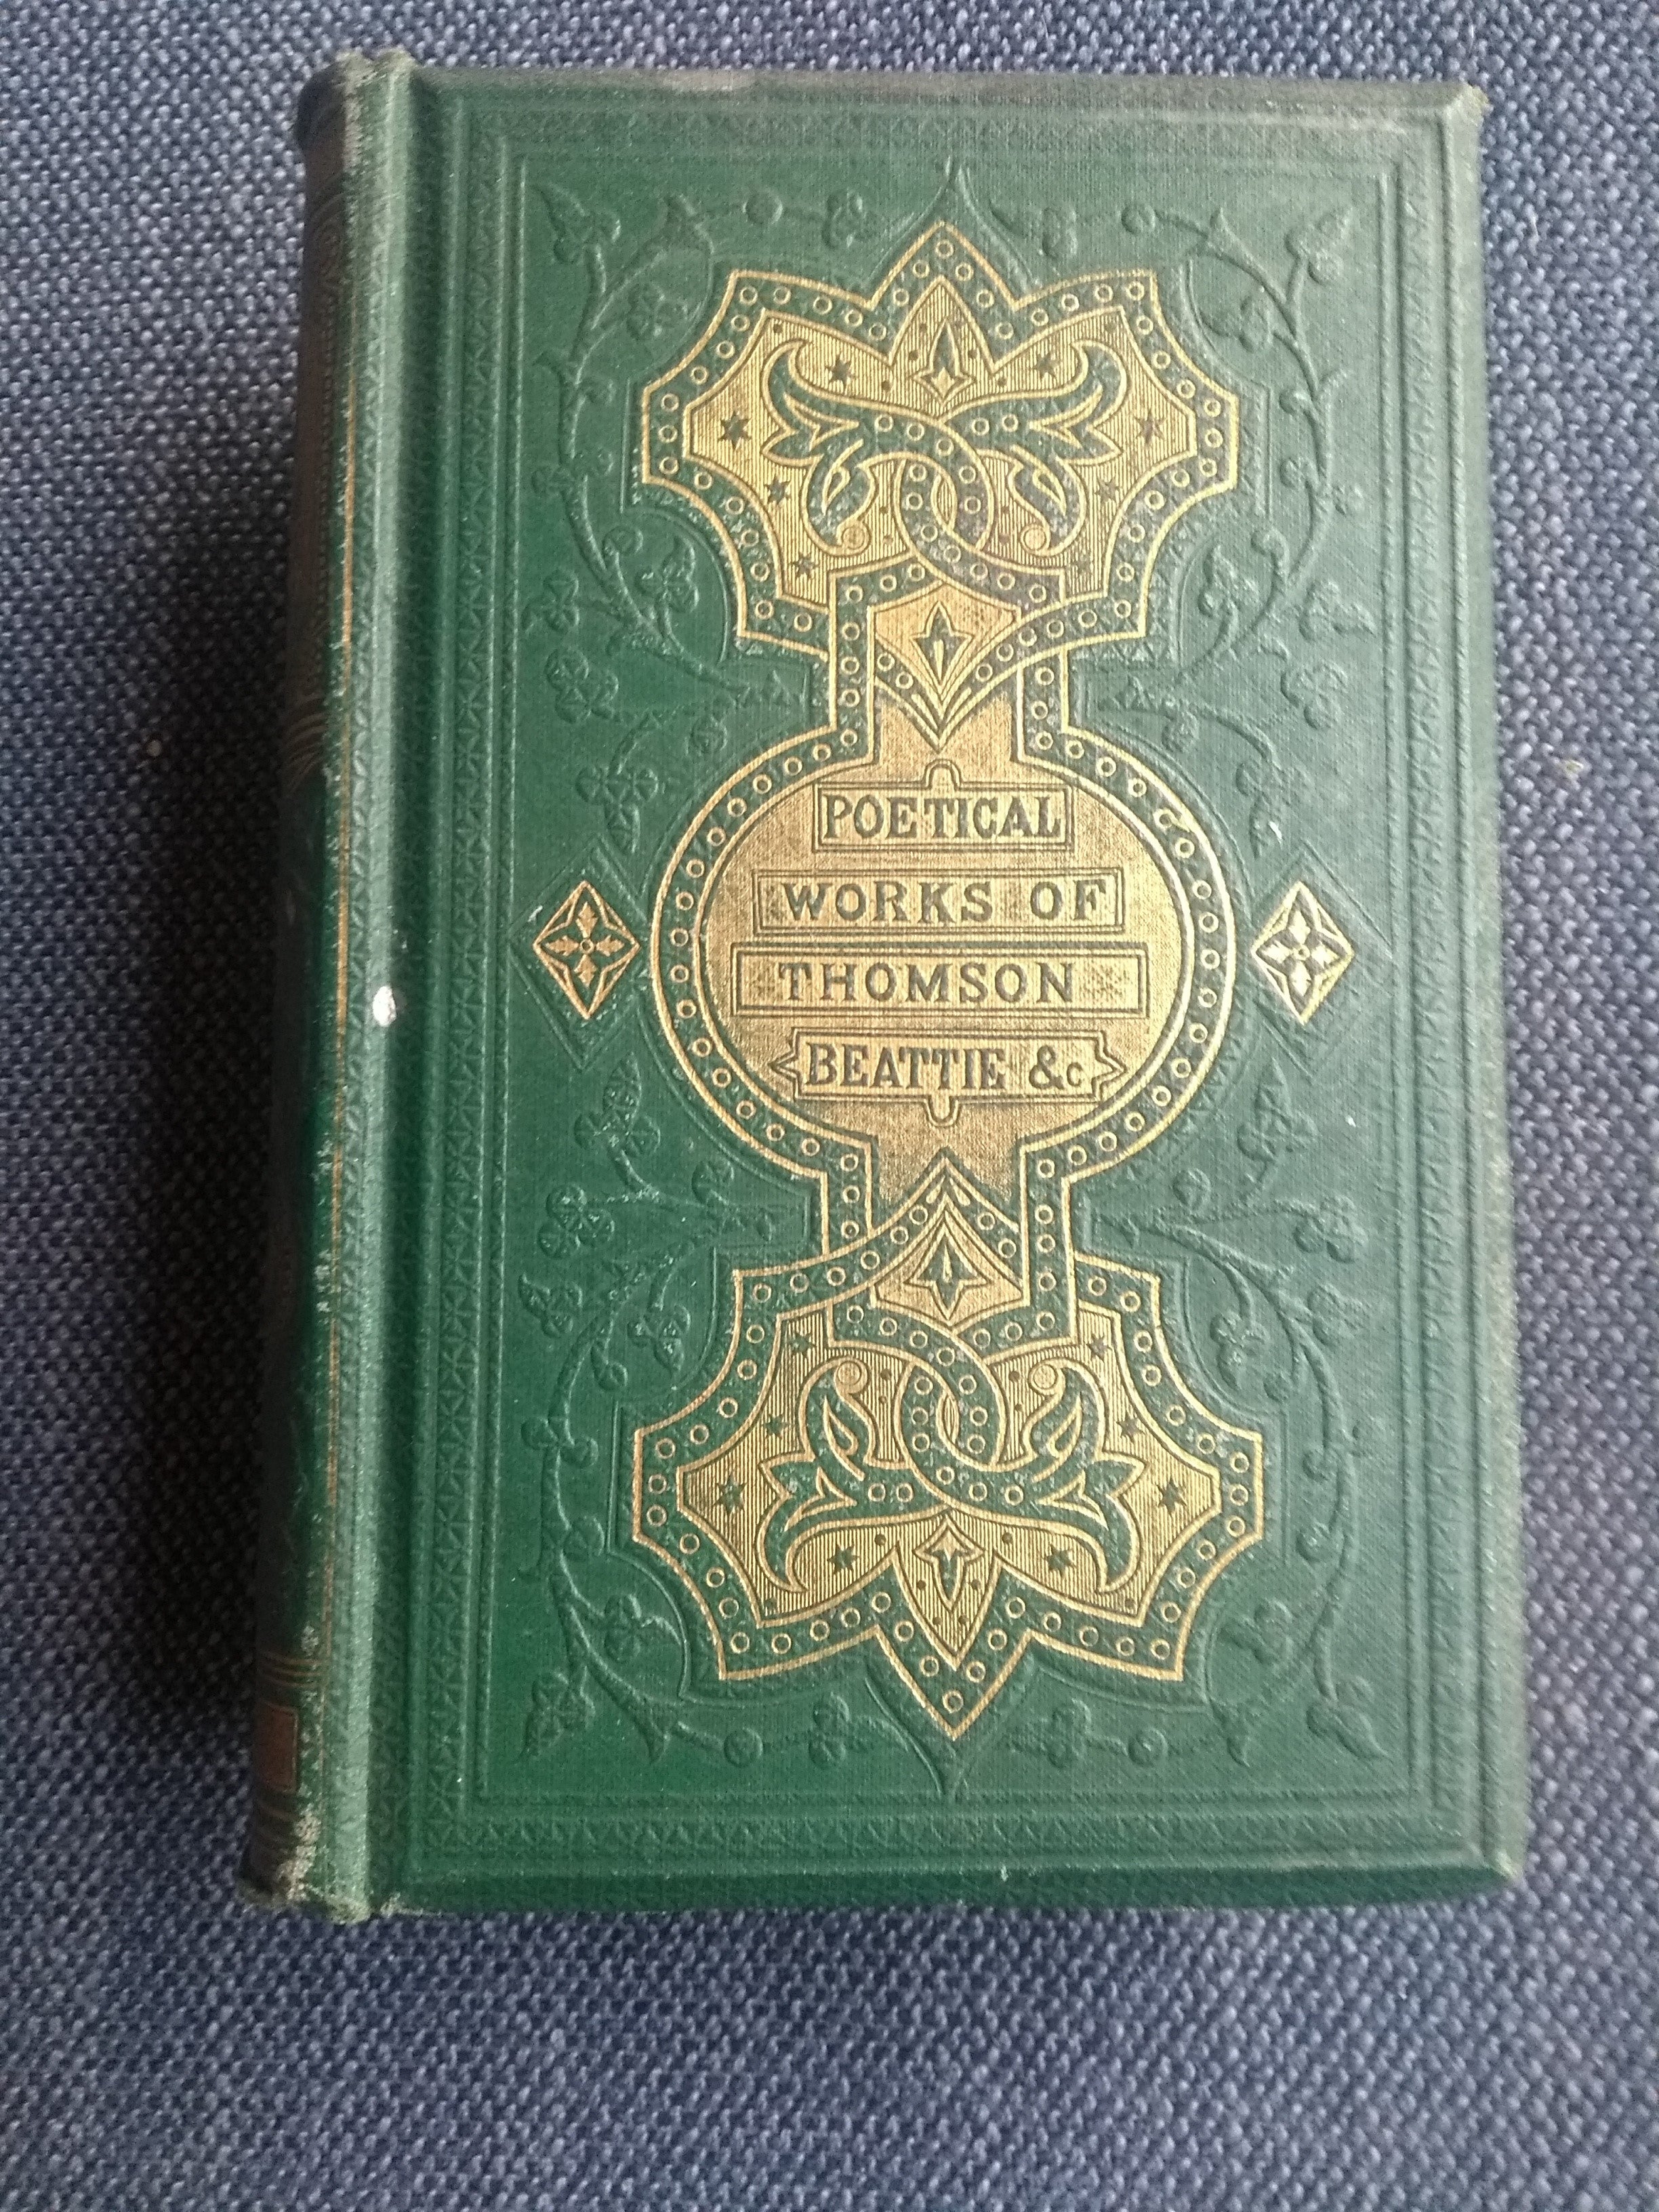 POETICAL
WORKS OF
THOMSON
BEATTIE &c